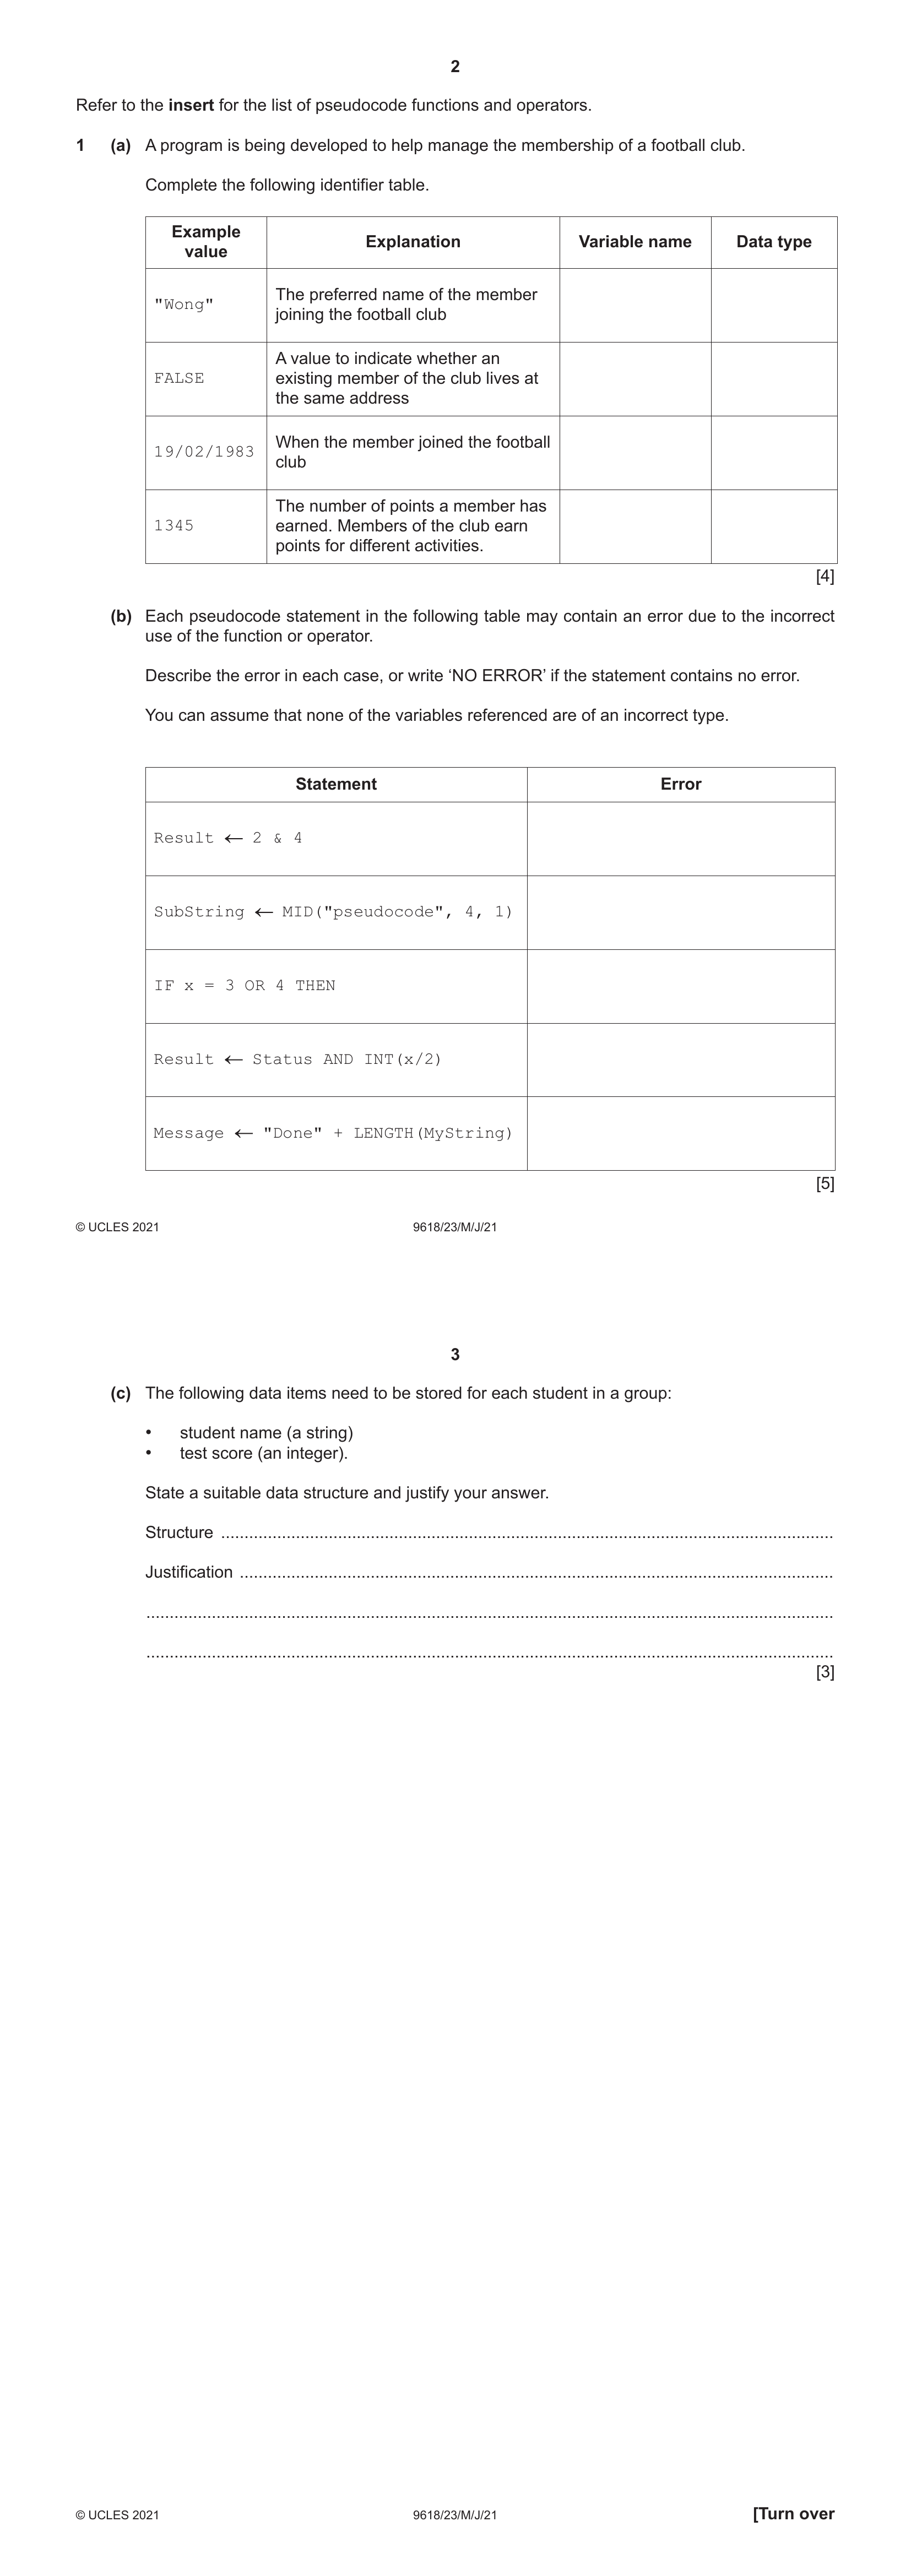 2
Refer to the insert for the list of pseudocode functions and operators.
1 (a) A program is being developed to help manage the membership of a football club.
Complete the following identifier table.
Example value Explanation Variable name Data type
"Wong" The preferred name of the member
joining the football club
FALSE A value to indicate whether an
existing member of the club lives at
the same address
19/02/1983 When the member joined the football
club
1345 The number of points a member has
earned. Members of the club earn
points for different activities.
[4]
(b) Each pseudocode statement in the following table may contain an error due to the incorrect
use of the function or operator.
Describe the error in each case, or write ‘NO ERROR’ if the statement contains no error.
You can assume that none of the variables referenced are of an incorrect type.
Statement Error
Result ← 2 & 4
SubString ← MID("pseudocode", 4, 1)
IF x = 3 OR 4 THEN
Result ← Status AND INT(x/2)
Message ← "Done" + LENGTH(MyString)
[5]
© UCLES 2021 9618/23/M/J/21
3
(c) The following data items need to be stored for each student in a group:
• student name (a string)
• test score (an integer).
State a suitable data structure and justify your answer.
Structure ....................................................................................................................................
Justification ................................................................................................................................
....................................................................................................................................................
....................................................................................................................................................
[3]
© UCLES 2021 9618/23/M/J/21 [Turn over